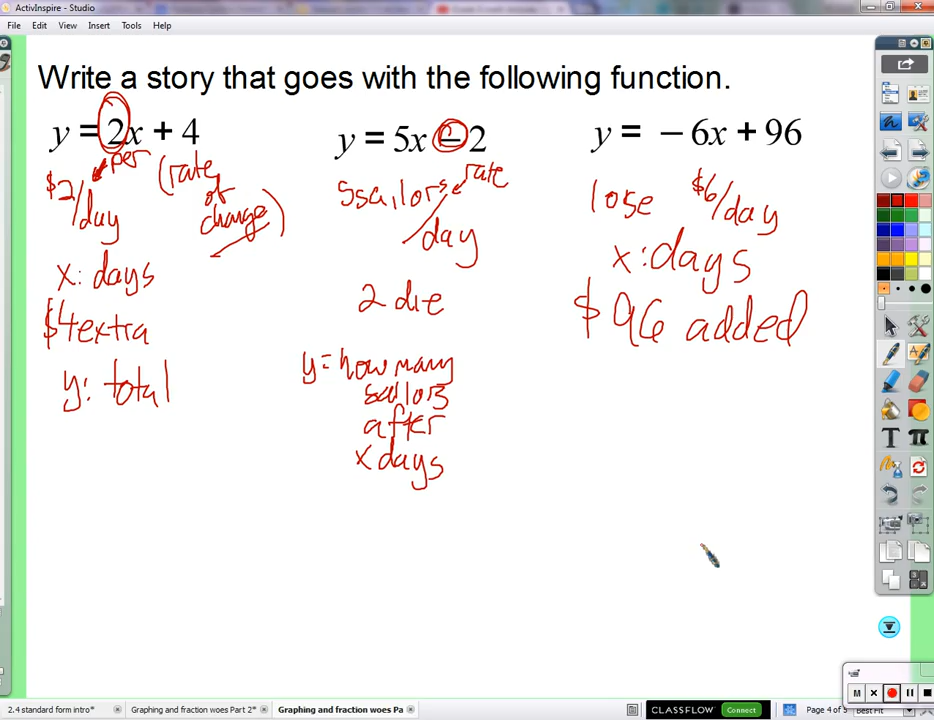 ActivInspire - Studio
File Edit View Insert Tools Help
Write a story that goes with the following function.
y = 2x + 4
per
$2/day
(rate of change)
x: days
$4 extra
y: total
y = 5x − 2
rate
5 sailors/day
2 die
y = how many
sailors
after
x days
y = − 6x + 96
lose $6/day
x: days
$96 added
2.4 standard form intro*
Graphing and fraction woes Part 2*
Graphing and fraction woes Pa
CLASSFLOW Connect
Page 4 of 5
Best Fit
M